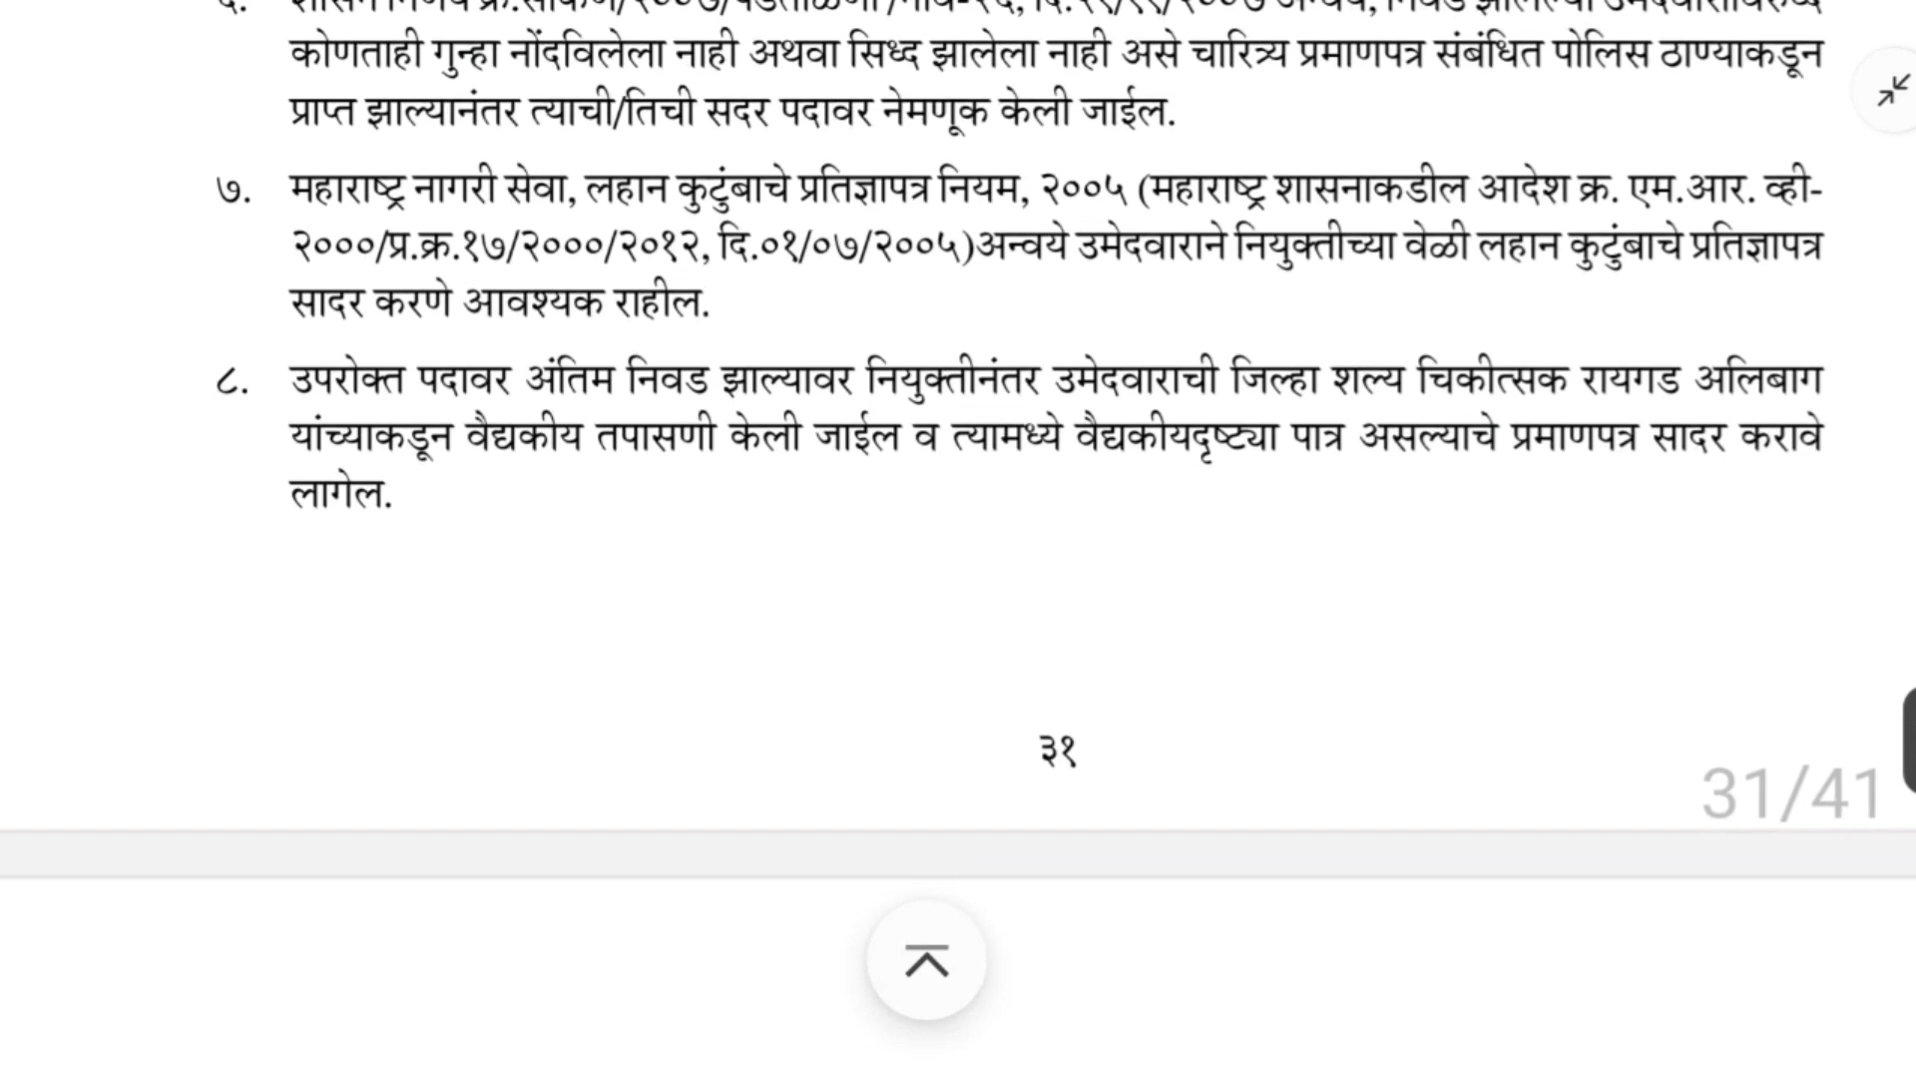 कोणताही गुन्हा नोंदविलेला नाही अथवा सिध्द झालेला नाही असे चारित्र्य प्रमाणपत्र संबंधित पोलिस ठाण्याकडून
प्राप्त झाल्यानंतर त्याची/तिची सदर पदावर नेमणूक केली जाईल.
७. महाराष्ट्र नागरी सेवा, लहान कुटुंबाचे प्रतिज्ञापत्र नियम, २००५ (महाराष्ट्र शासनाकडील आदेश क्र. एम.आर. व्ही-
२०००/प्र.क्र.१७/२०००/२०१२, दि.०१/०७/२००५)अन्वये उमेदवाराने नियुक्तीच्या वेळी लहान कुटुंबाचे प्रतिज्ञापत्र
सादर करणे आवश्यक राहील.
८. उपरोक्त पदावर अंतिम निवड झाल्यावर नियुक्तीनंतर उमेदवाराची जिल्हा शल्य चिकीत्सक रायगड अलिबाग
यांच्याकडून वैद्यकीय तपासणी केली जाईल व त्यामध्ये वैद्यकीयदृष्ट्या पात्र असल्याचे प्रमाणपत्र सादर करावे
लागेल.
३१
31/41